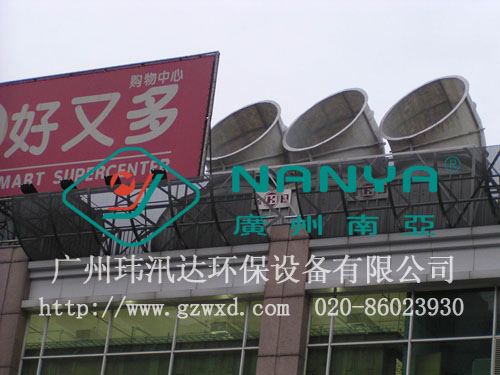 购物中心
好又多
MART SUPERCENTER
NANYA®
廣州南亞
广州玮汛达环保设备有限公司
http://www.gzwxd.com 020-86023930